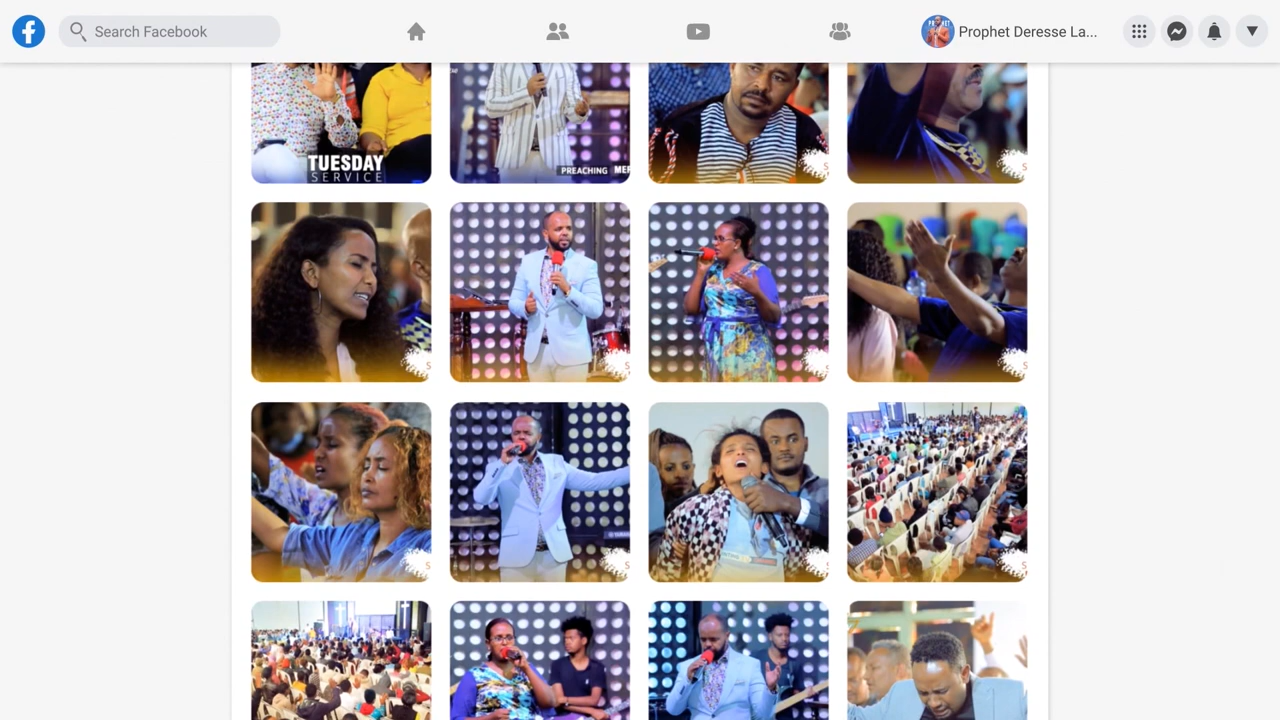 Search Facebook
Prophet Deresse La...
TUESDAY
SERVICE
PREACHING